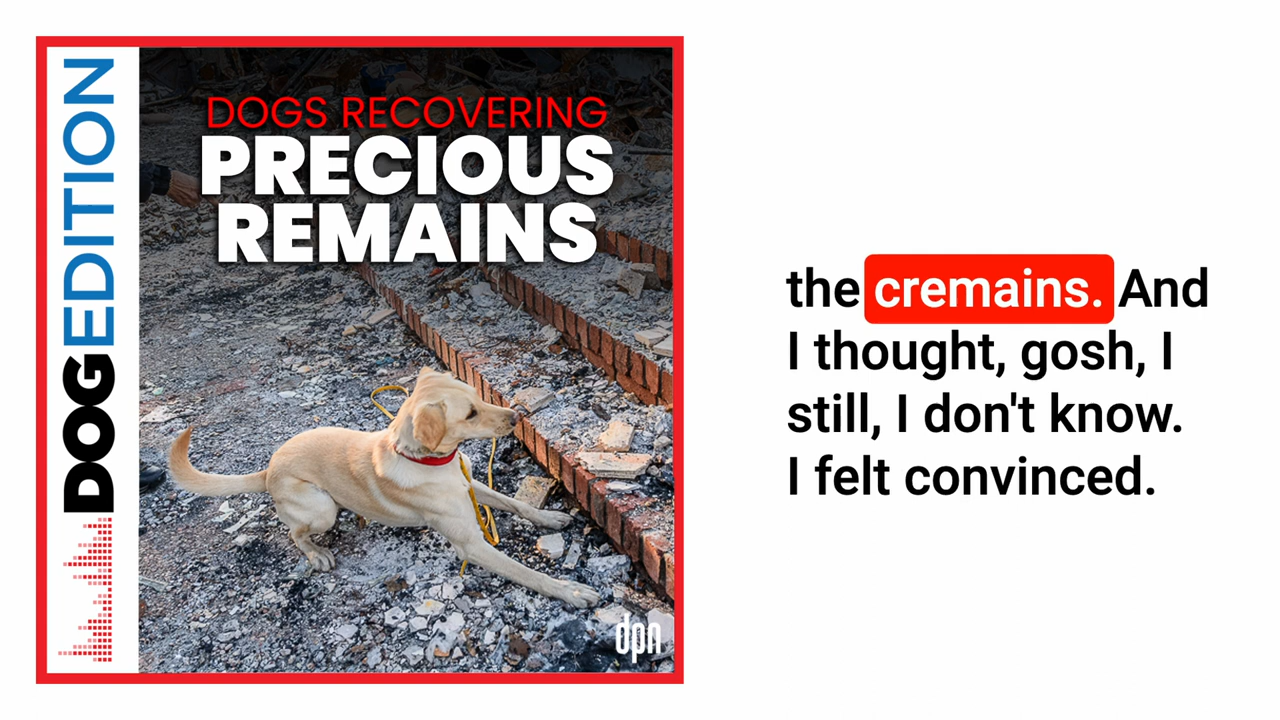 DOGEDITION
DOGS RECOVERING
PRECIOUS
REMAINS
dpn
the cremains. And
I thought, gosh, I
still, I don't know.
I felt convinced.